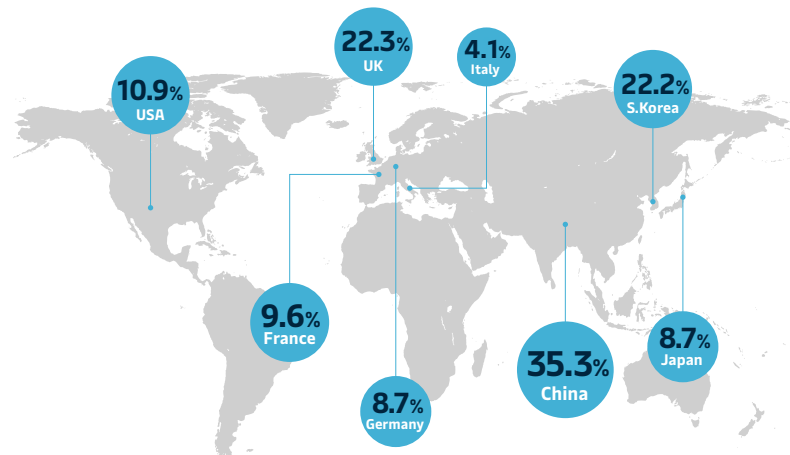 22.3%
UK
4.1%
Italy
10.9%
USA
22.2%
S.Korea
9.6%
France
8.7%
Japan
35.3%
China
8.7%
Germany